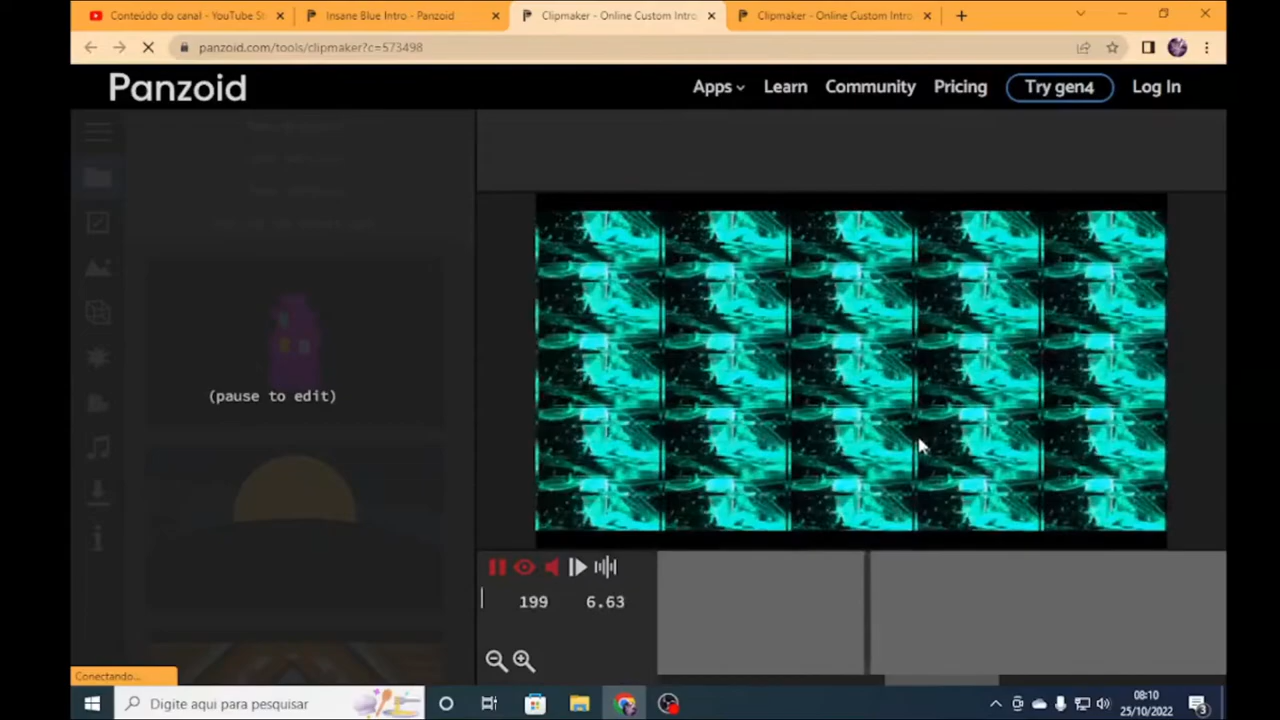 Conteúdo do canal - YouTube St
Insane Blue Intro - Panzoid
Clipmaker - Online Custom Intro
Clipmaker - Online Custom Intro
panzoid.com/tools/clipmaker?c=573498
Panzoid
Apps
Learn
Community
Pricing
Try gen4
Log In
(pause to edit)
199
6.63
Conectando...
Digite aqui para pesquisar
08:10
25/10/2022
3